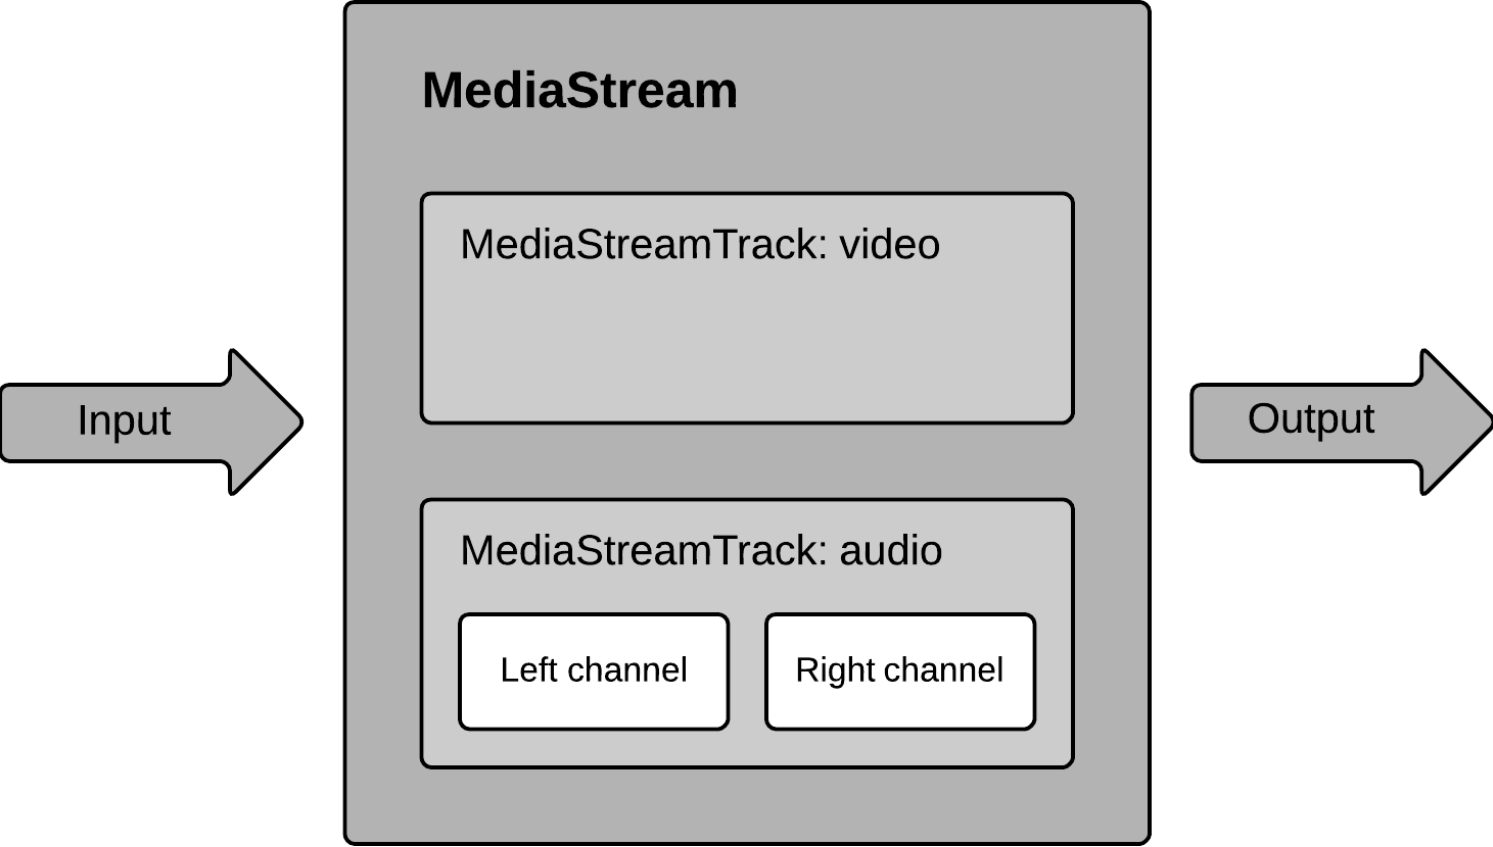 MediaStream
MediaStreamTrack: video
Input
Output
MediaStreamTrack: audio
Left channel
Right channel